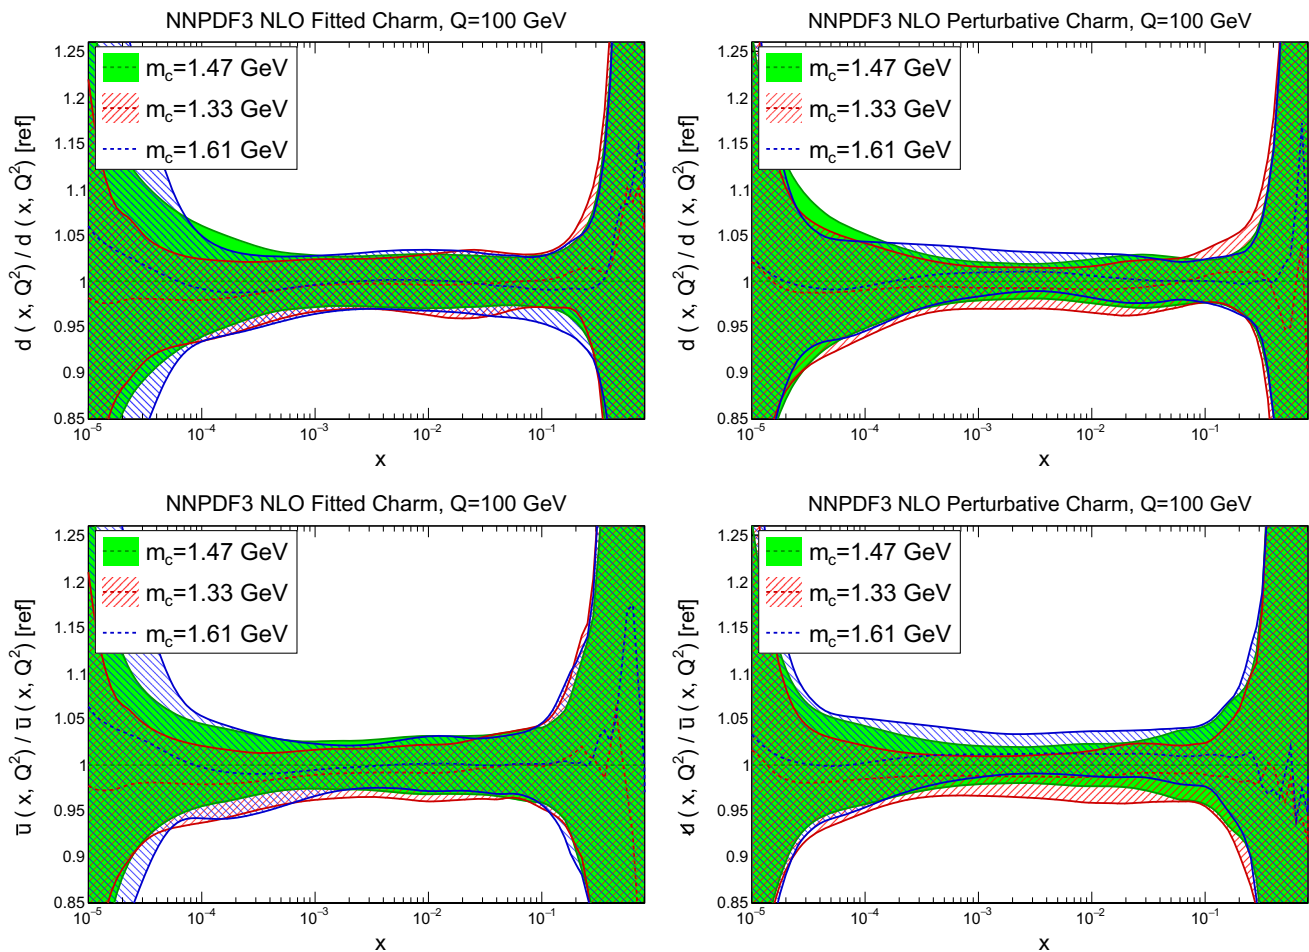 NNPDF3 NLO Fitted Charm, Q=100 GeV
d ( x, Q²) / d ( x, Q²) [ref]
1.25
1.2
1.15
1.1
1.05
1
0.95
0.9
0.85
m_c=1.47 GeV
m_c=1.33 GeV
m_c=1.61 GeV
10⁻⁵ 10⁻⁴ 10⁻³ 10⁻² 10⁻¹
x
NNPDF3 NLO Perturbative Charm, Q=100 GeV
d ( x, Q²) / d ( x, Q²) [ref]
1.25
1.2
1.15
1.1
1.05
1
0.95
0.9
0.85
m_c=1.47 GeV
m_c=1.33 GeV
m_c=1.61 GeV
10⁻⁵ 10⁻⁴ 10⁻³ 10⁻² 10⁻¹
x
NNPDF3 NLO Fitted Charm, Q=100 GeV
u̅ ( x, Q²) / u̅ ( x, Q²) [ref]
1.25
1.2
1.15
1.1
1.05
1
0.95
0.9
0.85
m_c=1.47 GeV
m_c=1.33 GeV
m_c=1.61 GeV
10⁻⁵ 10⁻⁴ 10⁻³ 10⁻² 10⁻¹
x
NNPDF3 NLO Perturbative Charm, Q=100 GeV
( x, Q²) / u̅ ( x, Q²) [ref]
1.25
1.2
1.15
1.1
1.05
1
0.95
0.9
0.85
m_c=1.47 GeV
m_c=1.33 GeV
m_c=1.61 GeV
10⁻⁵ 10⁻⁴ 10⁻³ 10⁻² 10⁻¹
x